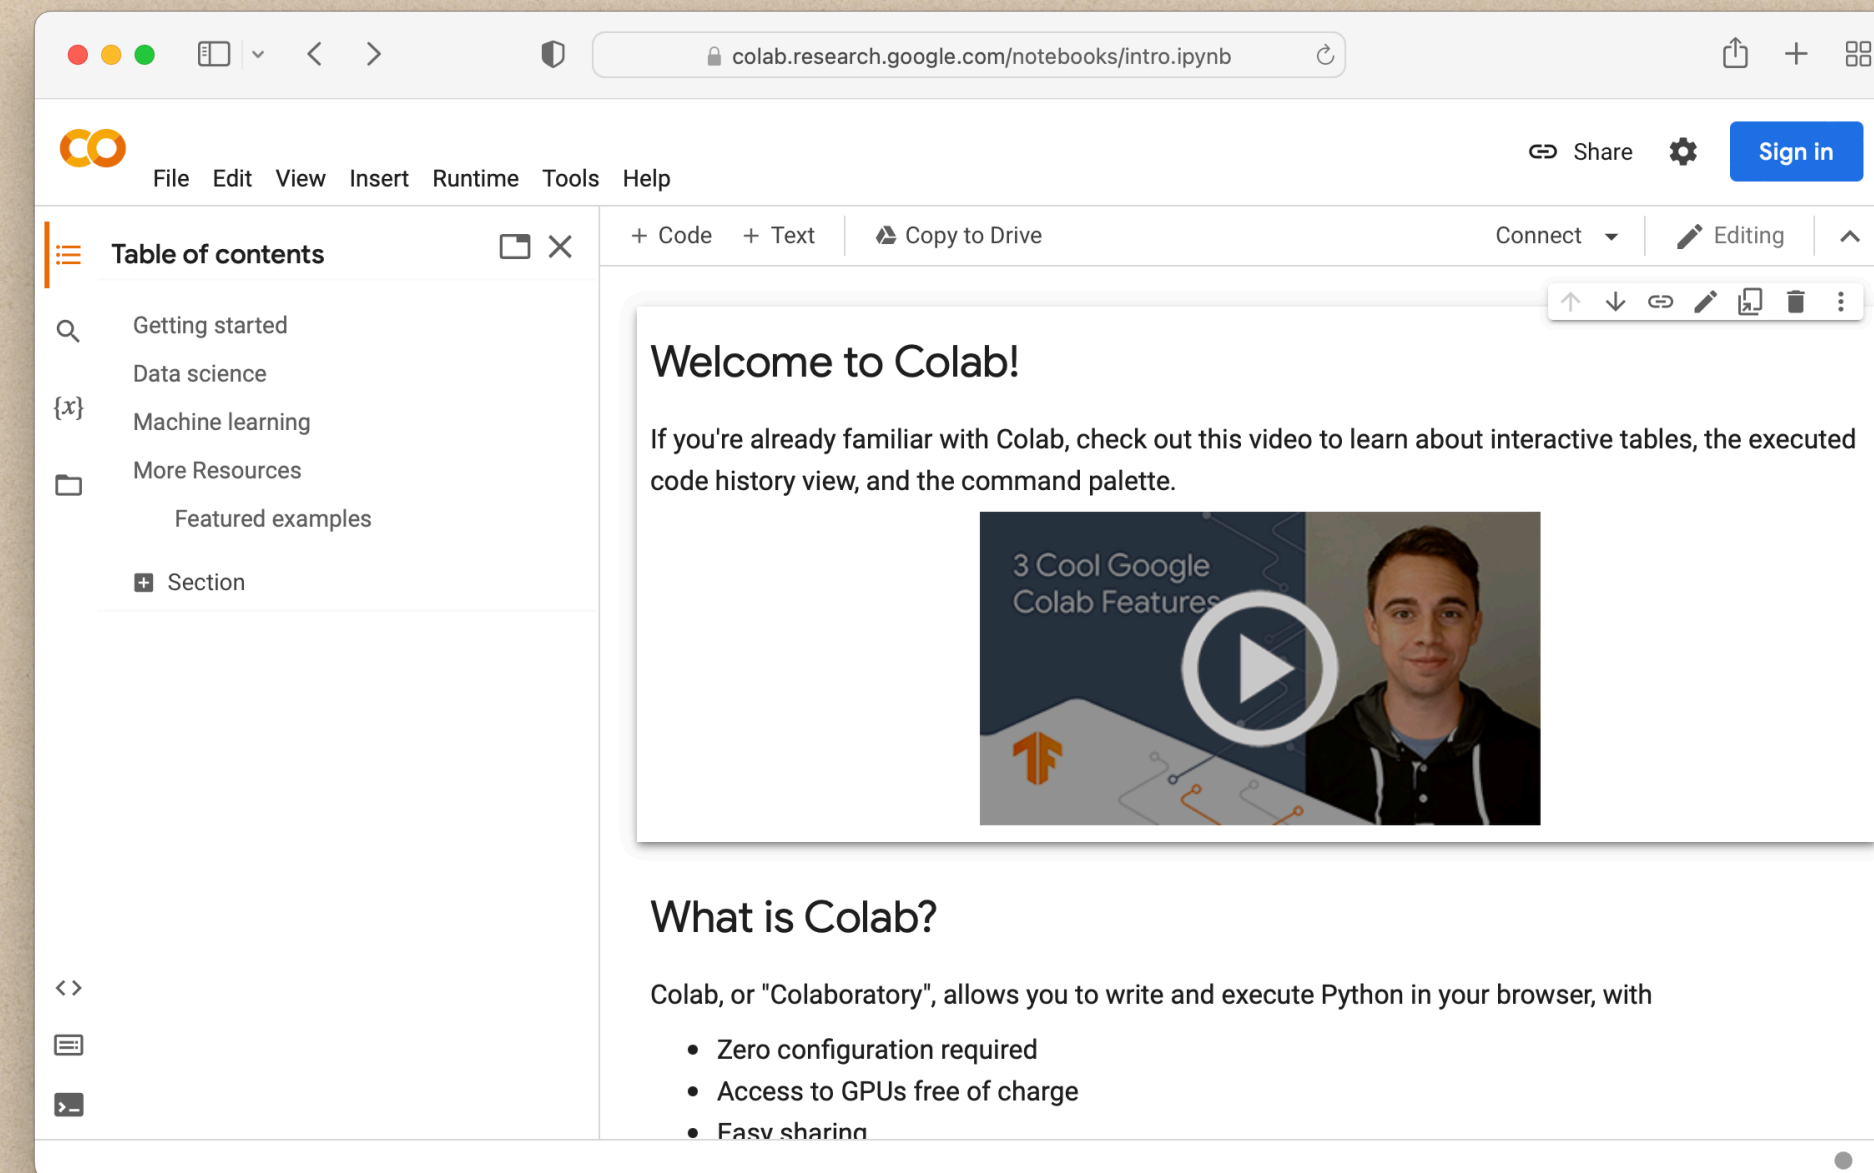 colab.research.google.com/notebooks/intro.ipynb
File Edit View Insert Runtime Tools Help
Share
Sign in
Table of contents
Getting started
Data science
Machine learning
More Resources
Featured examples
Section
{x}
+ Code + Text Copy to Drive
Connect Editing
Welcome to Colab!
If you're already familiar with Colab, check out this video to learn about interactive tables, the executed
code history view, and the command palette.
3 Cool Google
Colab Features
What is Colab?
Colab, or "Colaboratory", allows you to write and execute Python in your browser, with
• Zero configuration required
• Access to GPUs free of charge
• Easy sharing